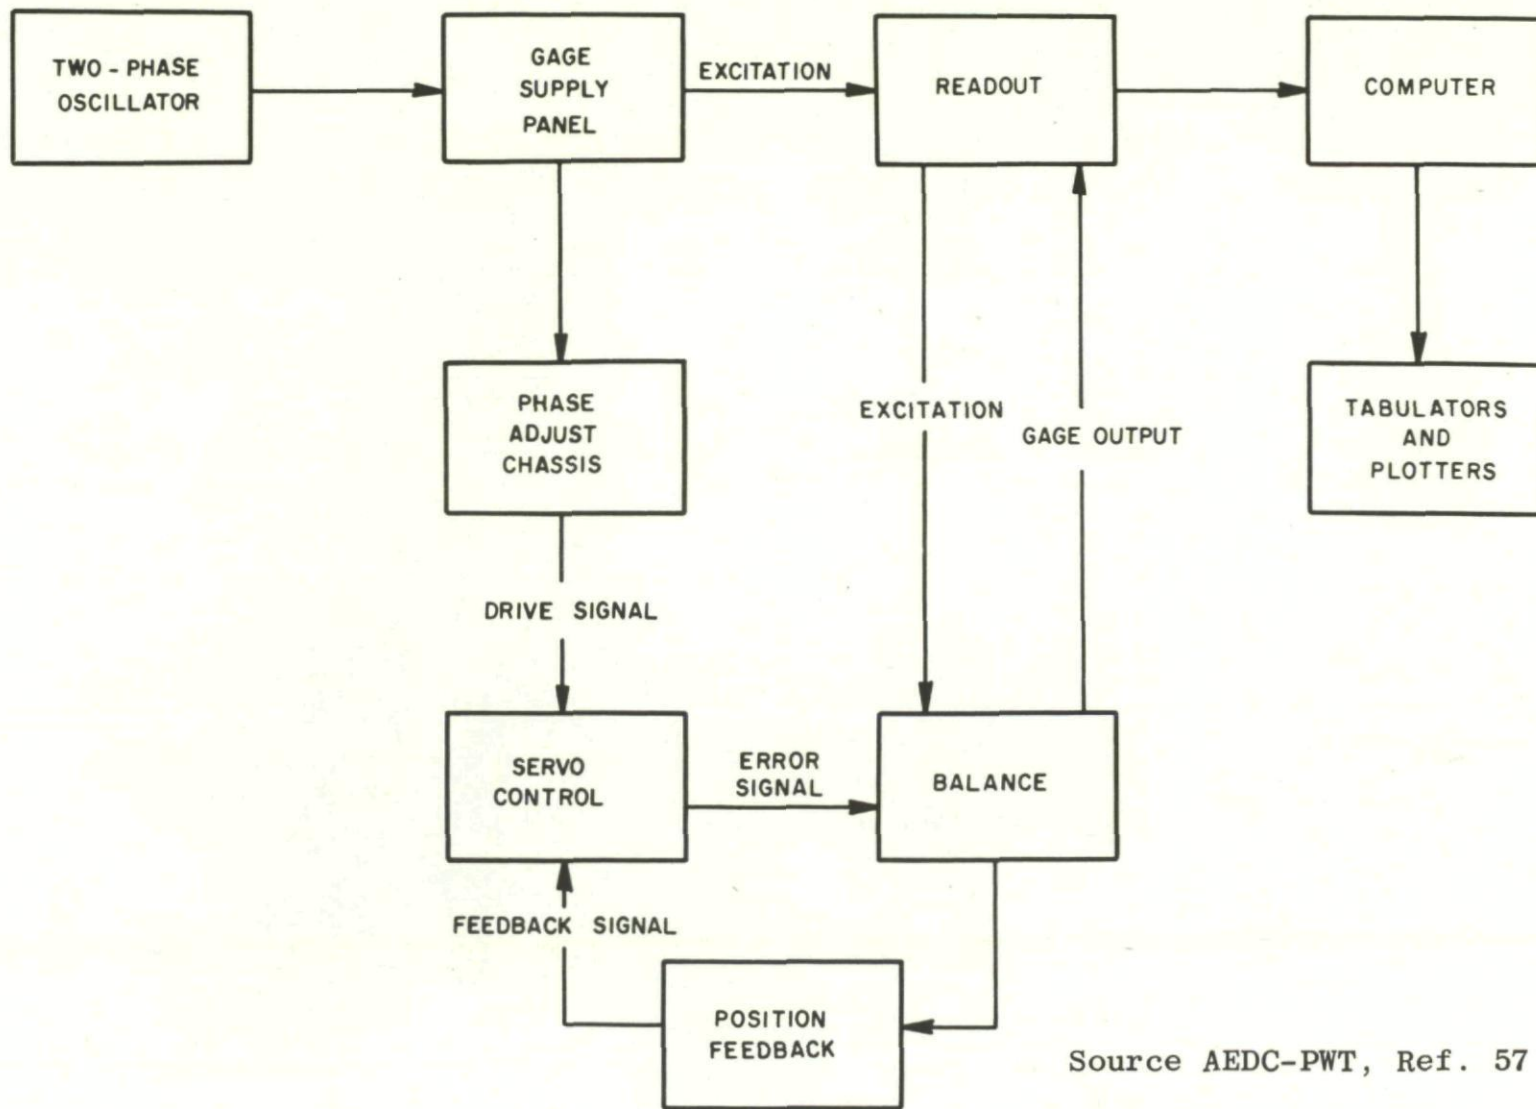 TWO-PHASE
OSCILLATOR
GAGE
SUPPLY
PANEL
EXCITATION
READOUT
COMPUTER
PHASE
ADJUST
CHASSIS
EXCITATION
GAGE OUTPUT
TABULATORS
AND
PLOTTERS
DRIVE SIGNAL
SERVO
CONTROL
ERROR
SIGNAL
BALANCE
FEEDBACK SIGNAL
POSITION
FEEDBACK
Source AEDC-PWT, Ref. 57